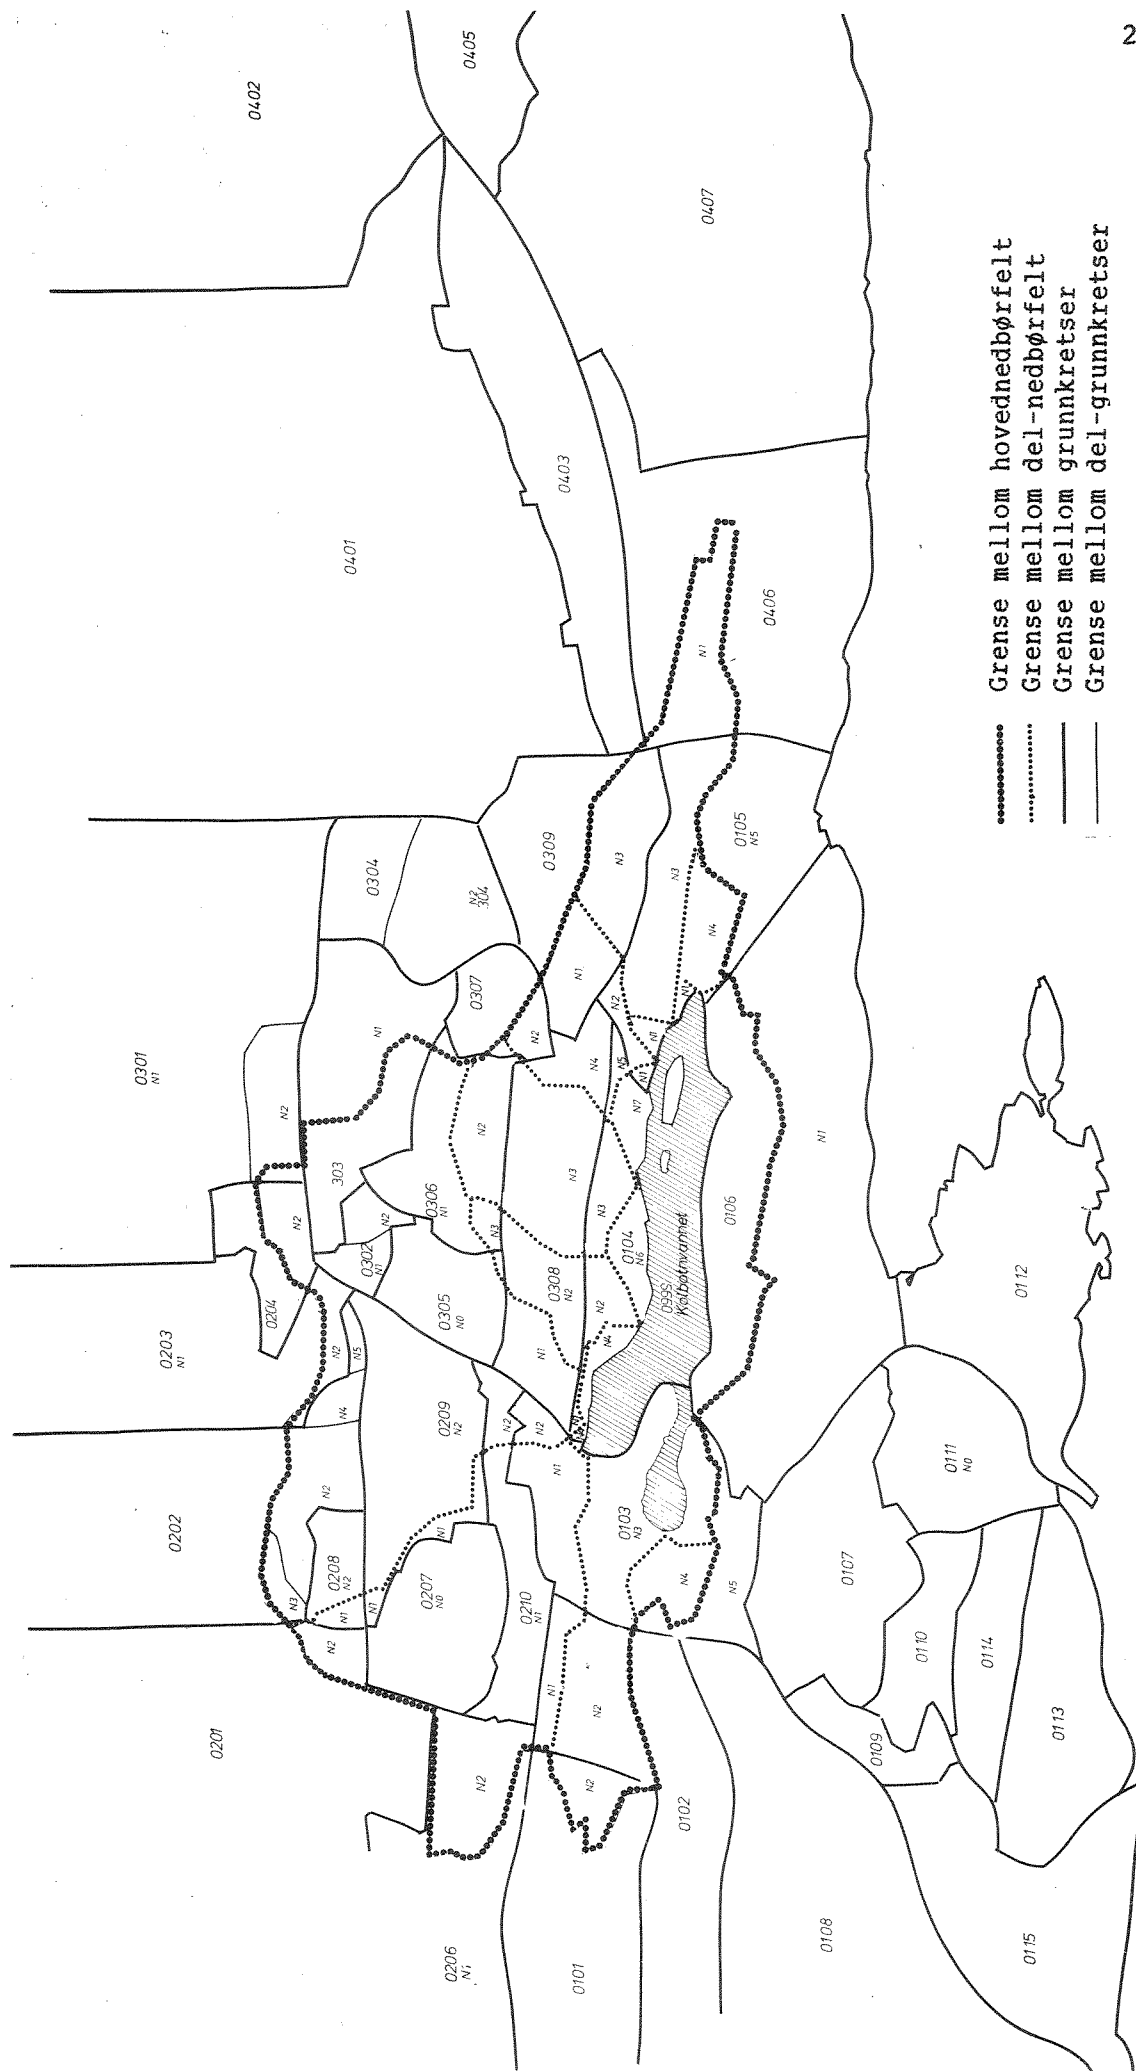 2
0402
0405
0407
0401
0403
0406
N1
0304
N2
304
0309
N3
0105
N5
N3
N4
0307
N2
N1
N2
N1
N1
N5
N1
N7
N4
0301
N1
N1
N2
303
N2
0306
N1
N2
N3
N3
N3
0104
N6
0106
N1
N2
0204
N2
0302
N1
0305
N0
0308
N2
N2
N4
N1
0999
Kolbotnvannet
0112
0203
N1
N2
N5
N4
0209
N2
N2
N2
N1
0111
N0
0202
N2
0208
N2
N3
N1
N1
N1
0207
N0
0210
N1
0103
N3
N4
N5
0107
0110
0114
0113
0109
0201
N2
N2
N1
N2
N2
0102
0206
N1
0101
0108
0115
Grense mellom hovednedbørfelt
Grense mellom del-nedbørfelt
Grense mellom grunnkretser
Grense mellom del-grunnkretser